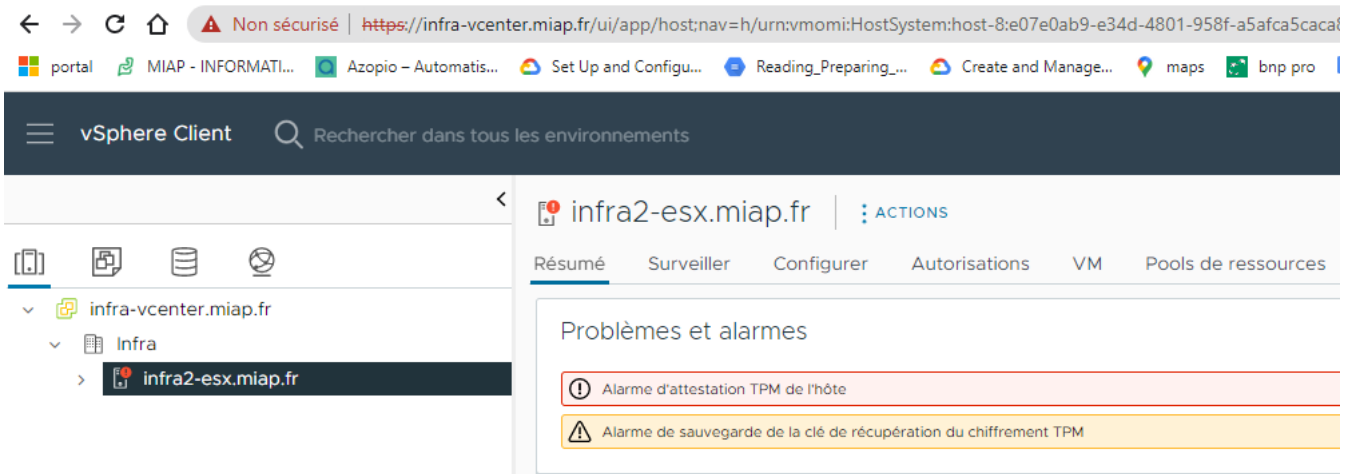 Non sécurisé | https://infra-vcenter.miap.fr/ui/app/host;nav=h/urn:vmomi:HostSystem:host-8:e07e0ab9-e34d-4801-958f-a5afca5caca8
portal MIAP - INFORMATI... Azopio – Automatis... Set Up and Configu... Reading_Preparing_... Create and Manage... maps bnp pro
vSphere Client Rechercher dans tous les environnements
infra2-esx.miap.fr ACTIONS
Résumé Surveiller Configurer Autorisations VM Pools de ressources
infra-vcenter.miap.fr
Infra
infra2-esx.miap.fr
Problèmes et alarmes
Alarme d'attestation TPM de l'hôte
Alarme de sauvegarde de la clé de récupération du chiffrement TPM